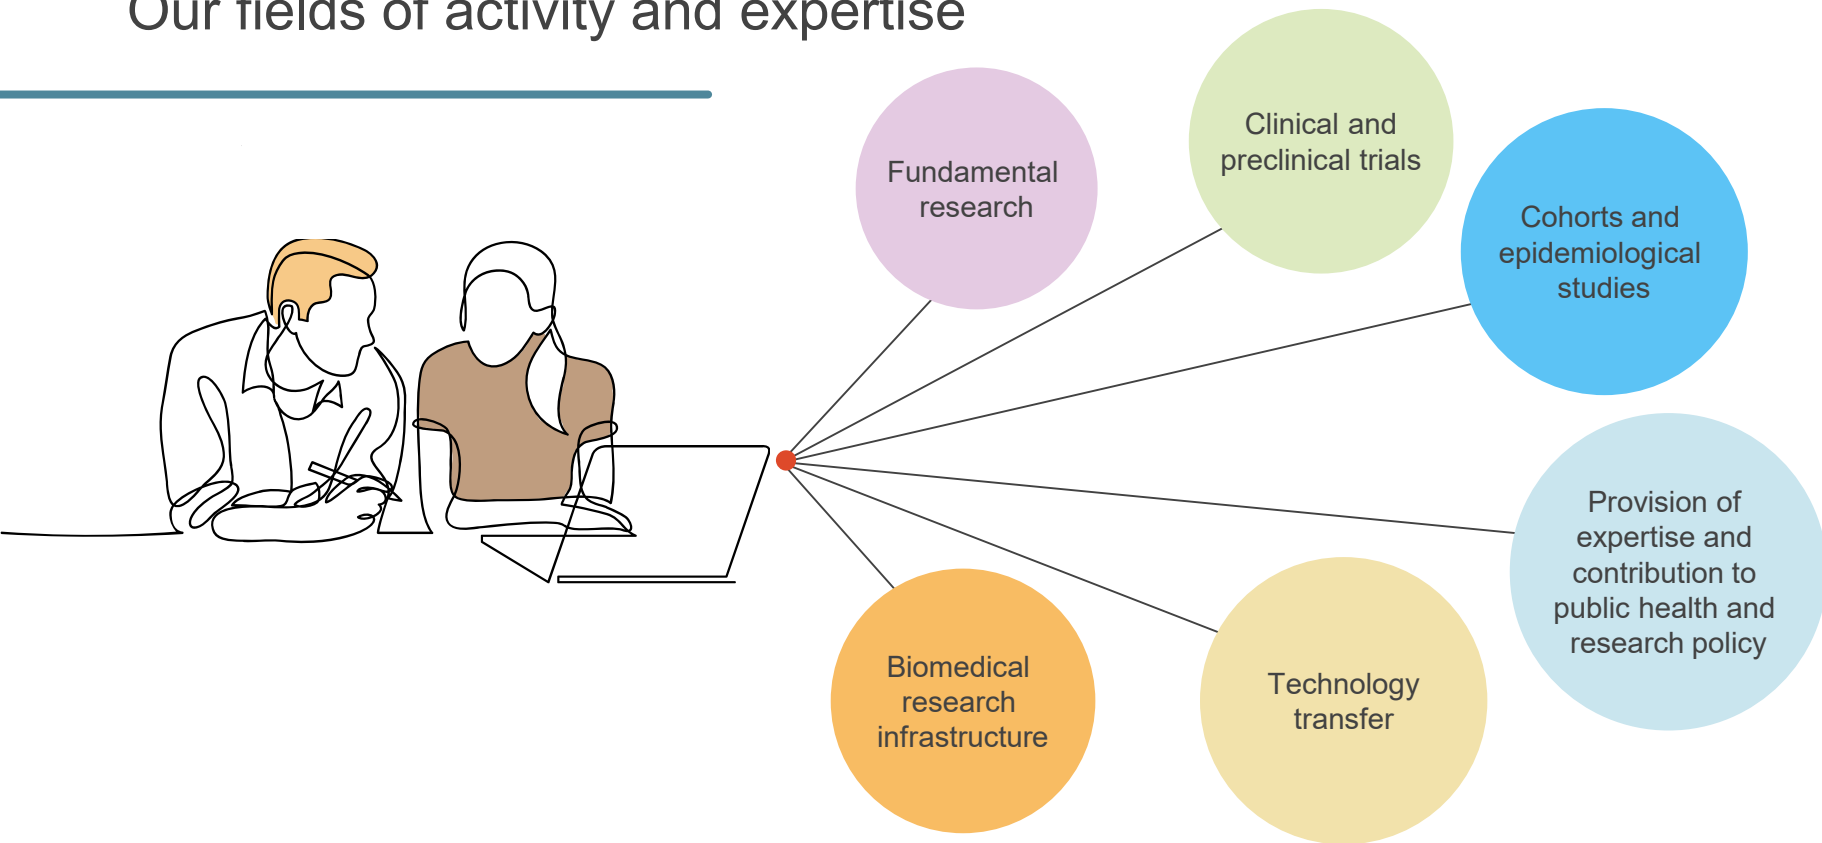 Our fields of activity and expertise
Fundamental
research
Clinical and
preclinical trials
Cohorts and
epidemiological
studies
Provision of
expertise and
contribution to
public health and
research policy
Technology
transfer
Biomedical
research
infrastructure